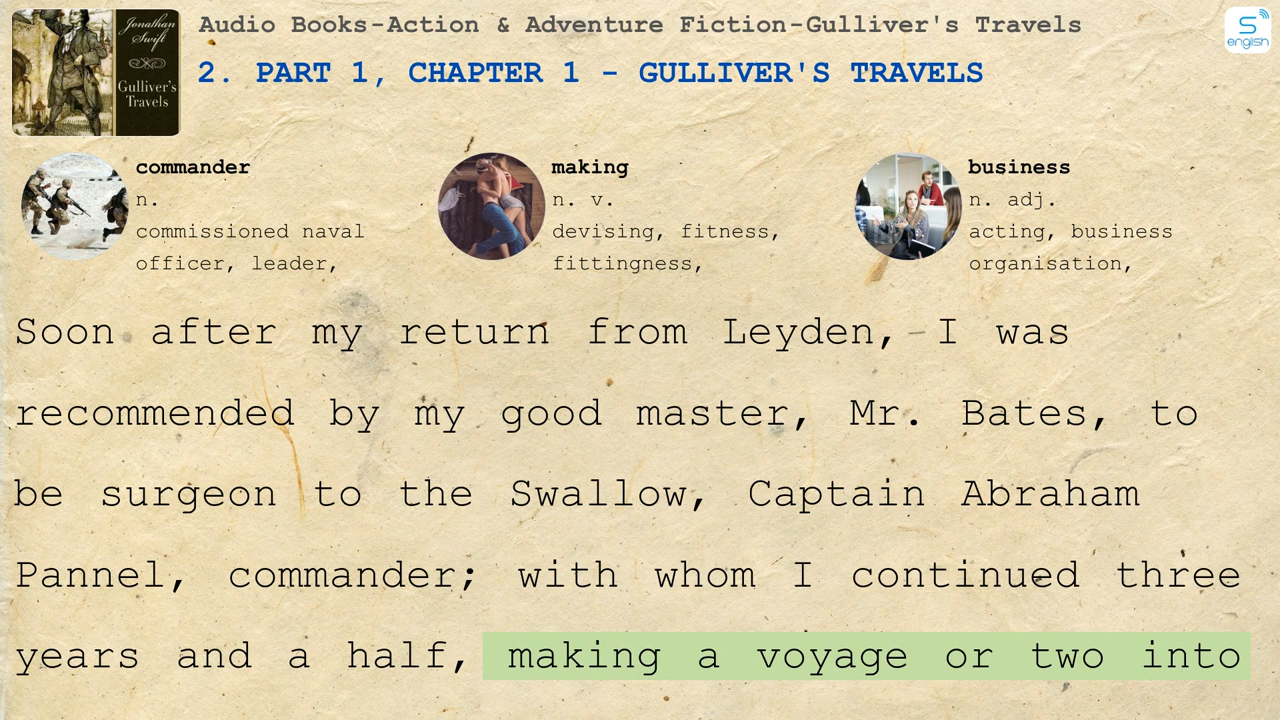 Jonathan
Swift
Gulliver's
Travels
Audio Books-Action & Adventure Fiction-Gulliver's Travels
2. PART 1, CHAPTER 1 - GULLIVER'S TRAVELS
S
english
commander
n.
commissioned naval
officer, leader,
making
n. v.
devising, fitness,
fittingness,
business
n. adj.
acting, business
organisation,
Soon after my return from Leyden, I was
recommended by my good master, Mr. Bates, to
be surgeon to the Swallow, Captain Abraham
Pannel, commander; with whom I continued three
years and a half, making a voyage or two into